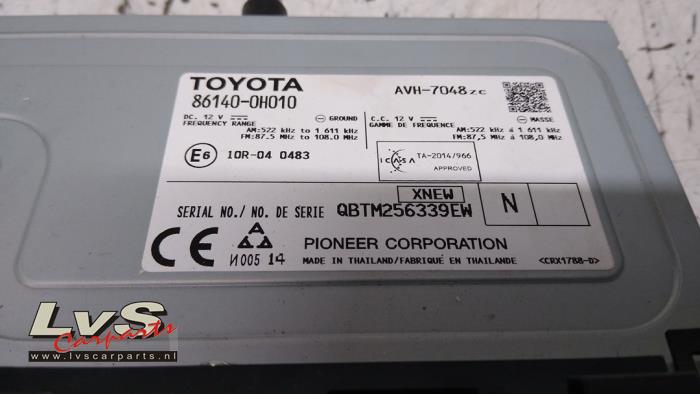 TOYOTA
86140-0H010
AVH-7048zc
DC. 12 V ⎓ ⊖ GROUND
FREQUENCY RANGE
AM:522 kHz to 1 611 kHz
FM:87.5 MHz to 108.0 MHz
C.C. 12 V ⎓ ⊖ MASSE
GAMME DE FREQUENCE
AM:522 kHz á 1 611 kHz
FM:87,5 MHz á 108,0 MHz
E6 10R-04 0483
ICASA TA-2014/966
APPROVED
XNEW
SERIAL NO./ NO. DE SERIE QBTM256339EW
N
CE
И005 14
PIONEER CORPORATION
MADE IN THAILAND/FABRIQUÉ EN THAILANDE
<CRX1788-D>
LvS
Carparts
www.lvscarparts.nl